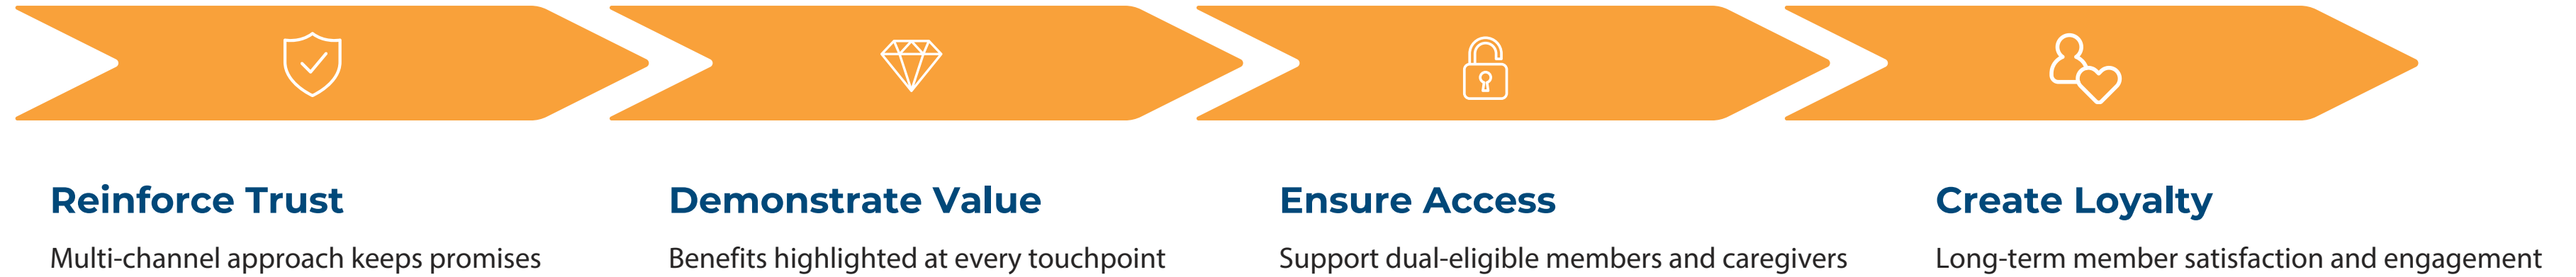 Reinforce Trust
Multi-channel approach keeps promises
Demonstrate Value
Benefits highlighted at every touchpoint
Ensure Access
Support dual-eligible members and caregivers
Create Loyalty
Long-term member satisfaction and engagement